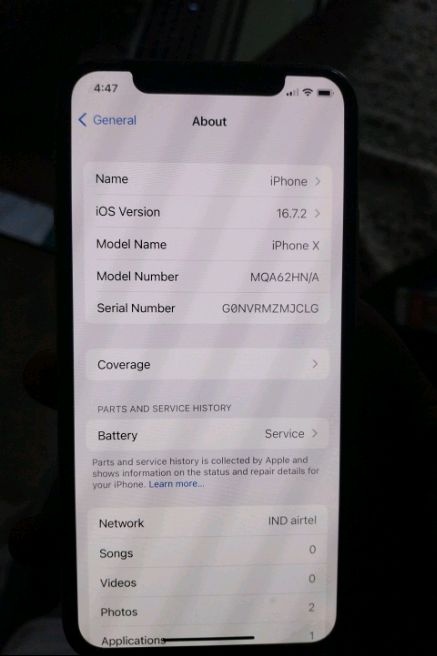 4:47
General About
Name iPhone
iOS Version 16.7.2
Model Name iPhone X
Model Number MQA62HN/A
Serial Number G0NVRMZMJCLG
Coverage
PARTS AND SERVICE HISTORY
Battery Service
Parts and service history is collected by Apple and
shows information on the status and repair details for
your iPhone. Learn more...
Network IND airtel
Songs 0
Videos 0
Photos 2
Applications 1